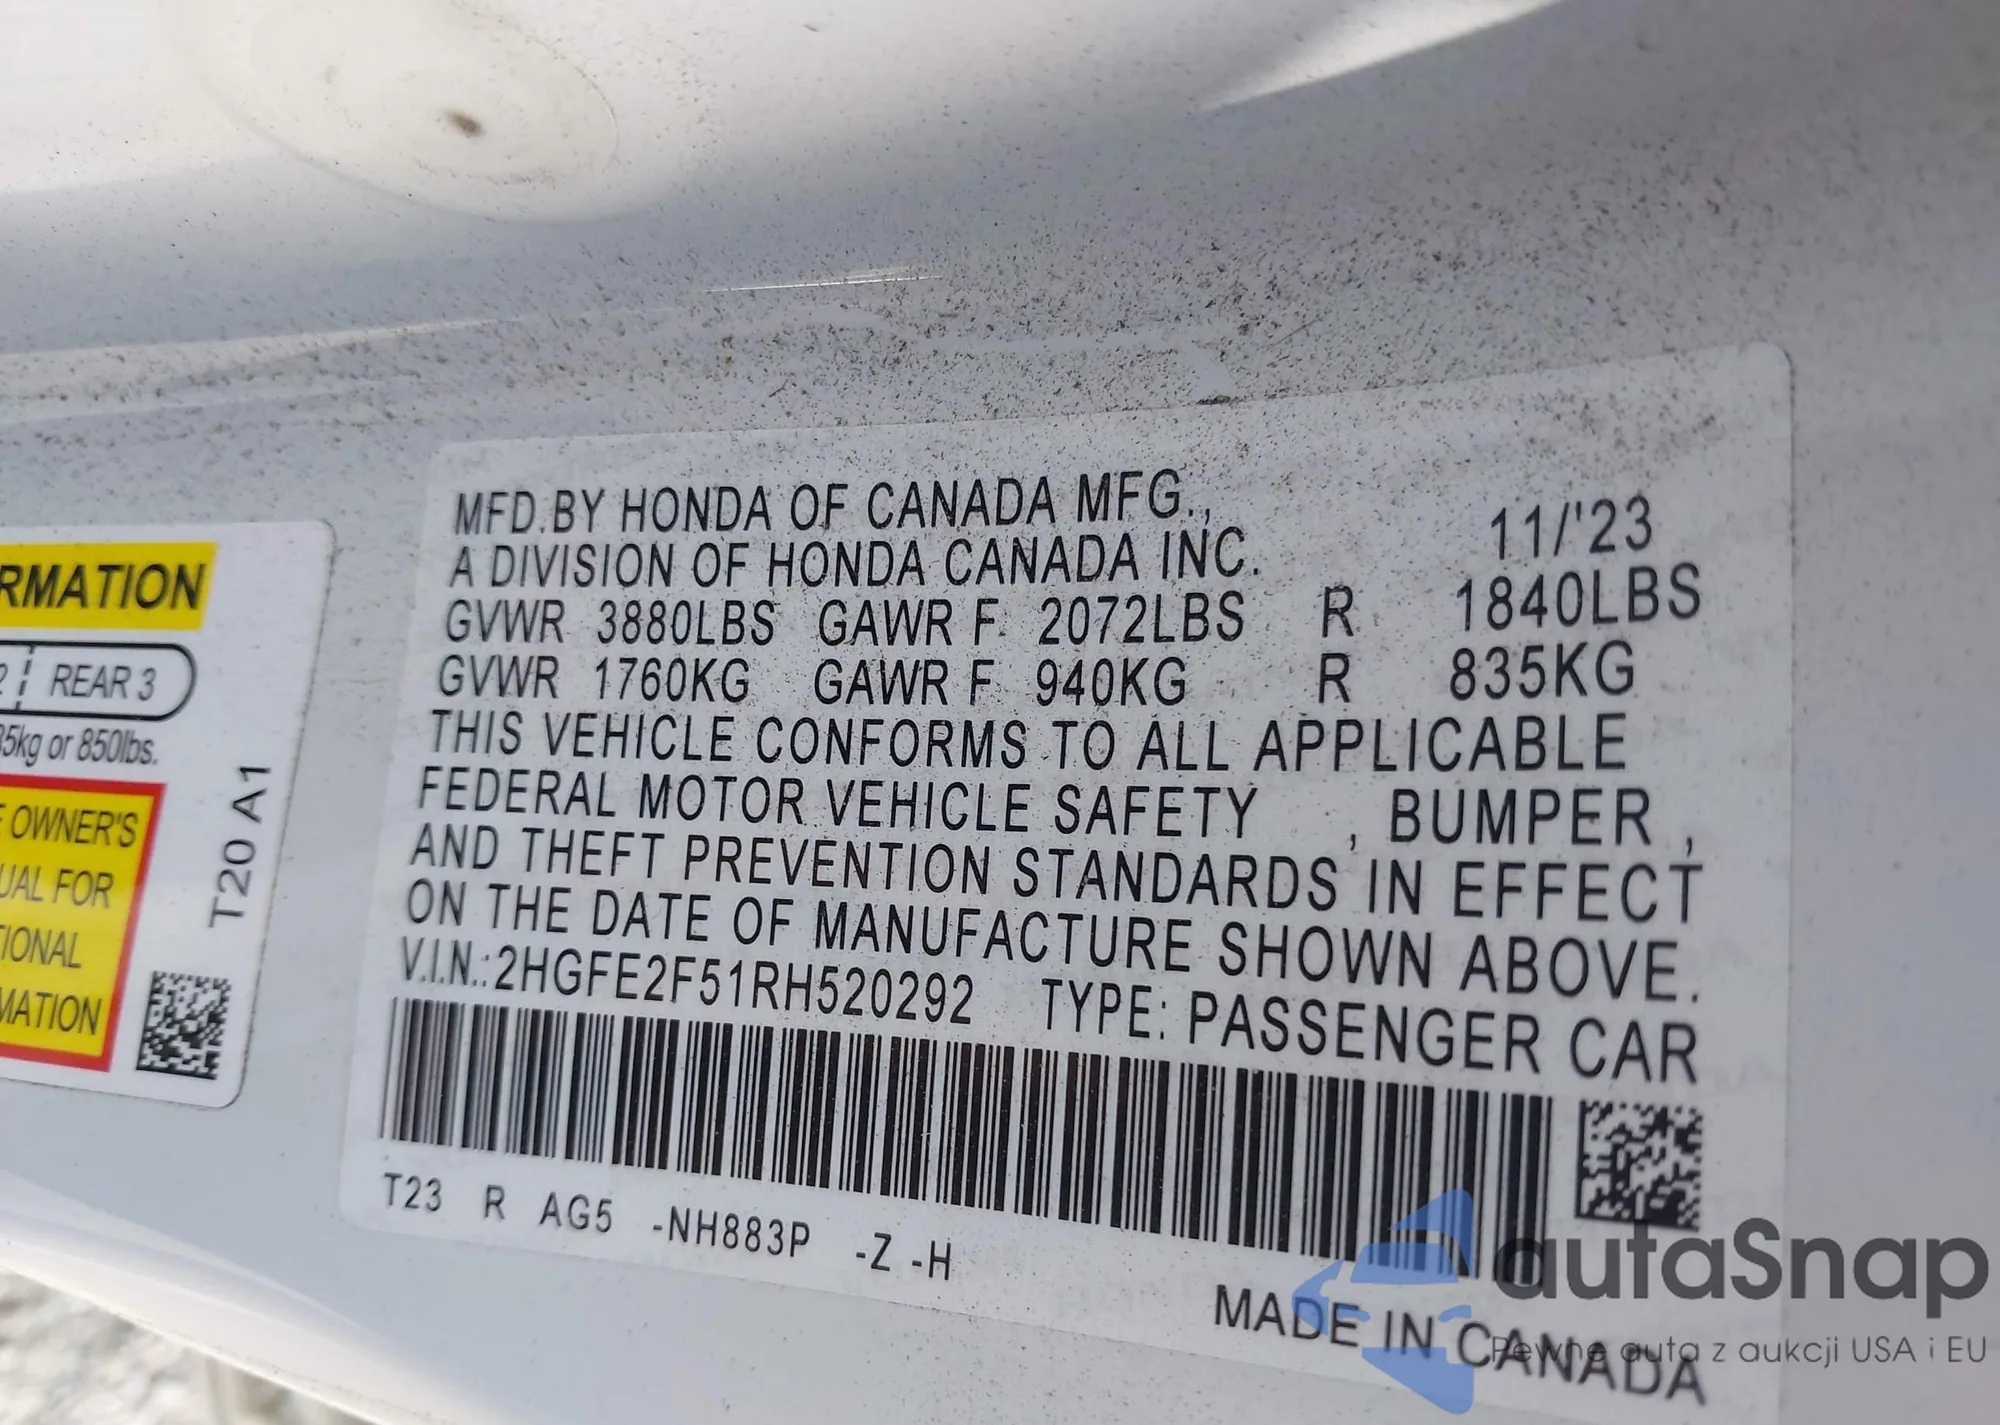 RMATION
2 REAR 3
35kg or 850lbs.
E OWNER'S
UAL FOR
TIONAL
MATION
T20 A1
MFD.BY HONDA OF CANADA MFG., 11/'23
A DIVISION OF HONDA CANADA INC.
GVWR 3880LBS GAWR F 2072LBS R 1840LBS
GVWR 1760KG GAWR F 940KG R 835KG
THIS VEHICLE CONFORMS TO ALL APPLICABLE
FEDERAL MOTOR VEHICLE SAFETY , BUMPER ,
AND THEFT PREVENTION STANDARDS IN EFFECT
ON THE DATE OF MANUFACTURE SHOWN ABOVE.
V.I.N.:2HGFE2F51RH520292 TYPE: PASSENGER CAR
T23 R AG5 -NH883P -Z -H
MADE IN CANADA
autaSnap
Pewne auta z aukcji USA i EU